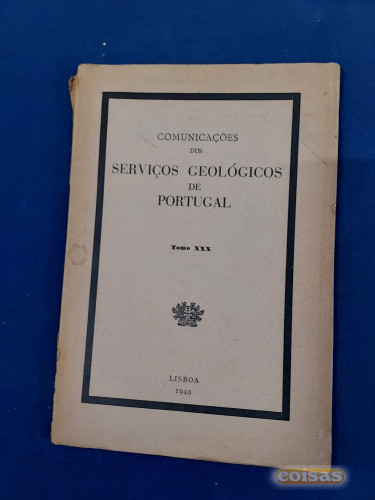 COMUNICAÇÕES
DOS
SERVIÇOS GEOLÓGICOS
DE
PORTUGAL
Tomo XXX
LISBOA
1949
coisas